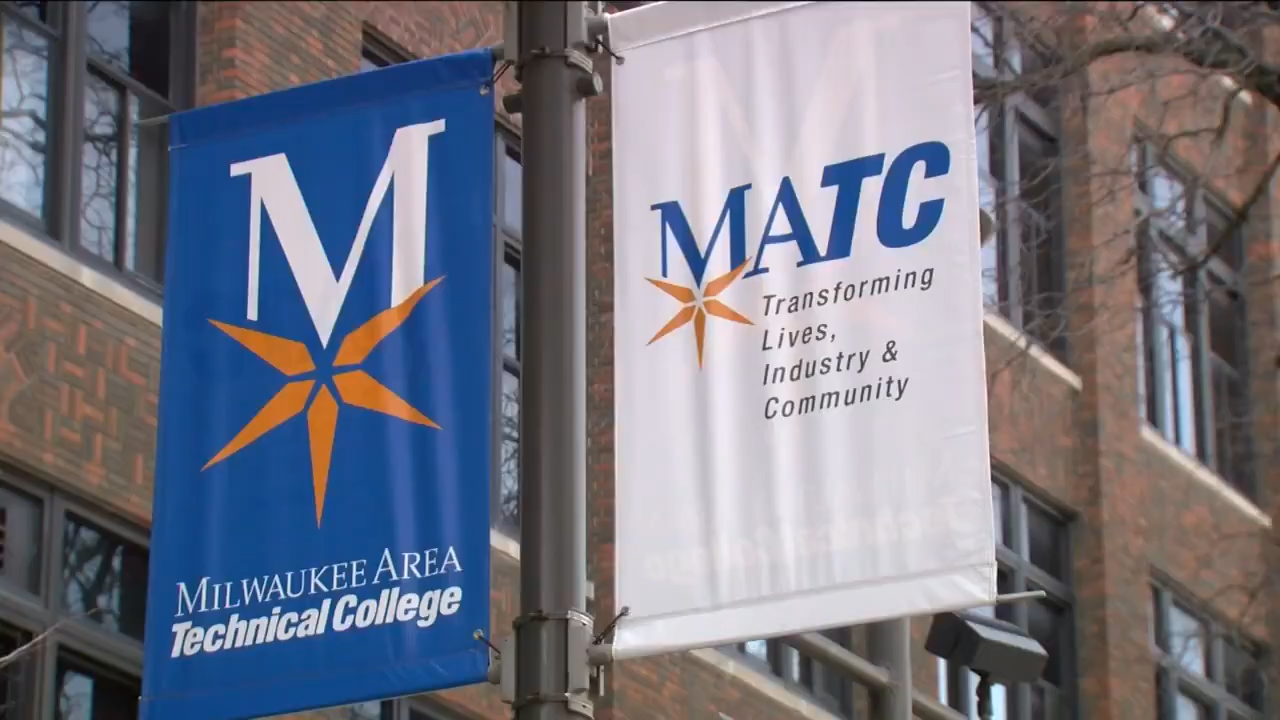 M
MILWAUKEE AREA
Technical College
MATC
Transforming
Lives,
Industry &
Community